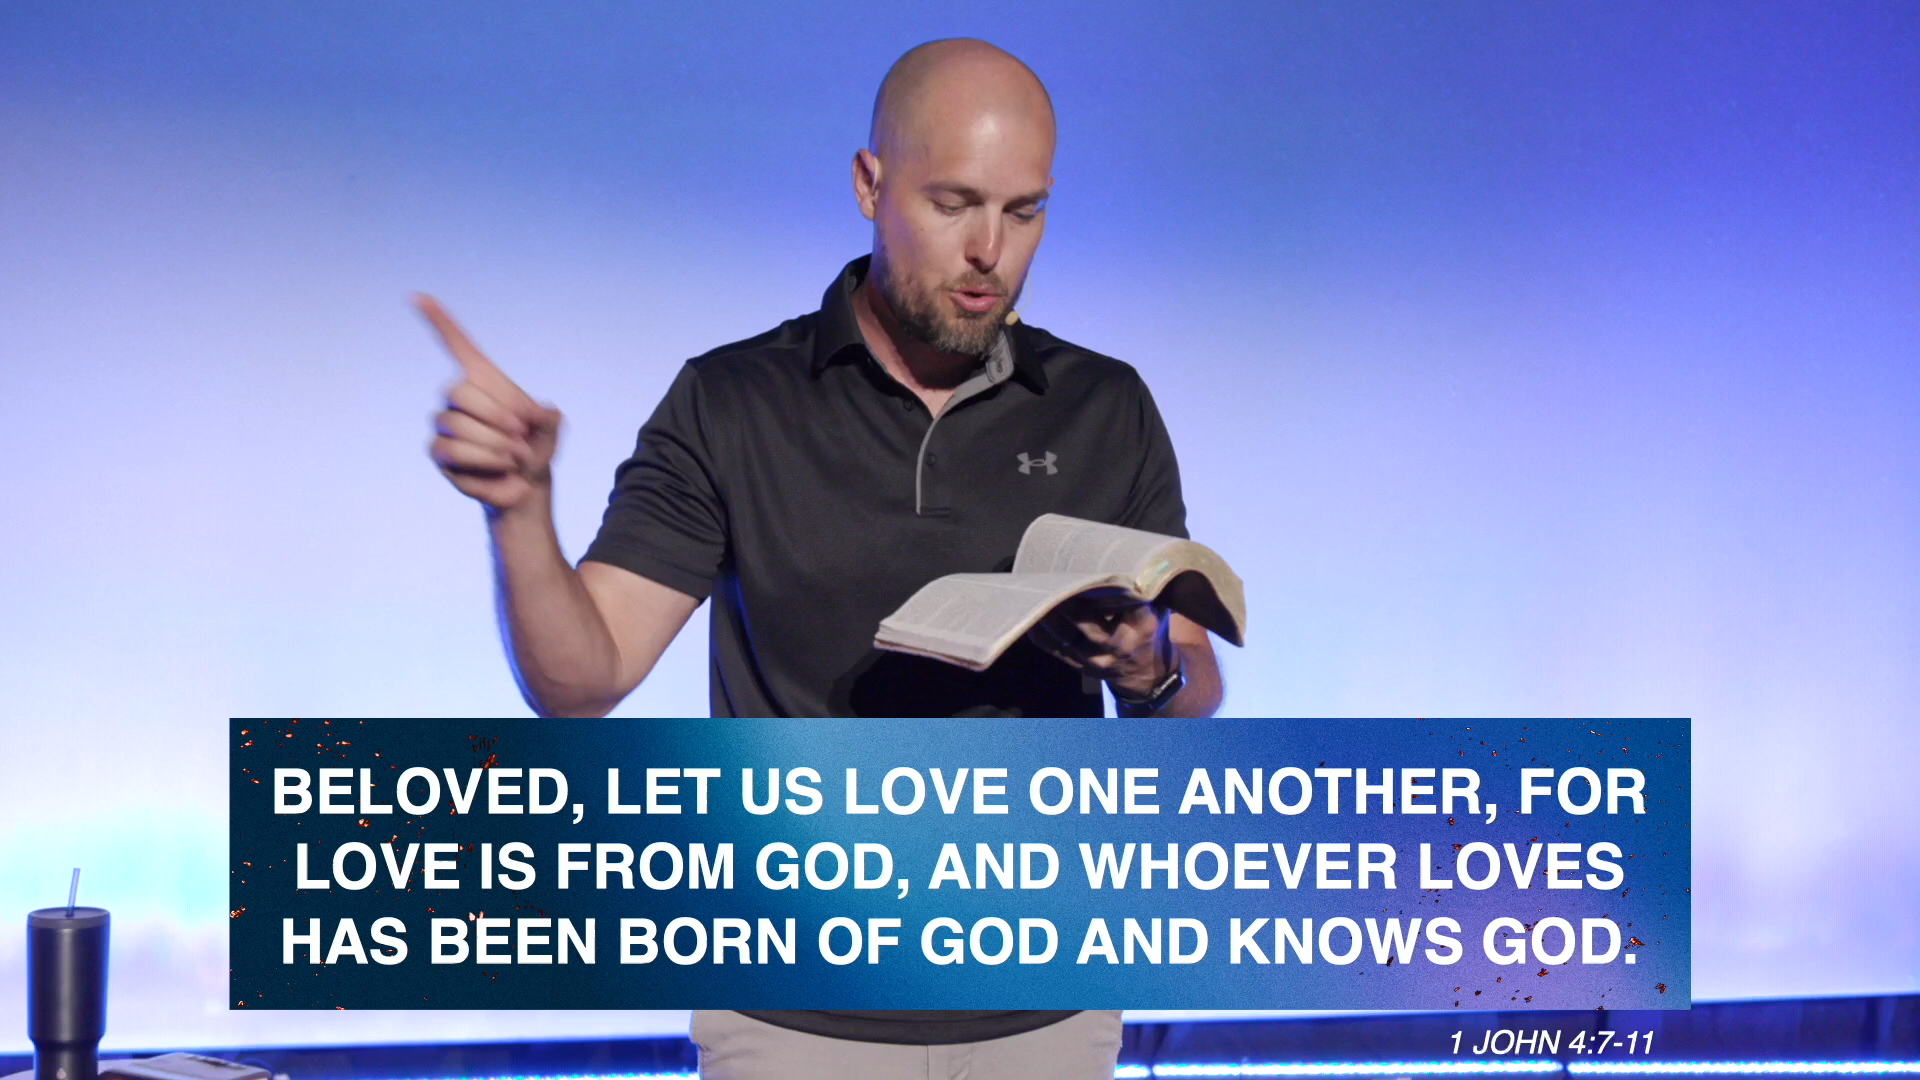 BELOVED, LET US LOVE ONE ANOTHER, FOR
LOVE IS FROM GOD, AND WHOEVER LOVES
HAS BEEN BORN OF GOD AND KNOWS GOD.
1 JOHN 4:7-11